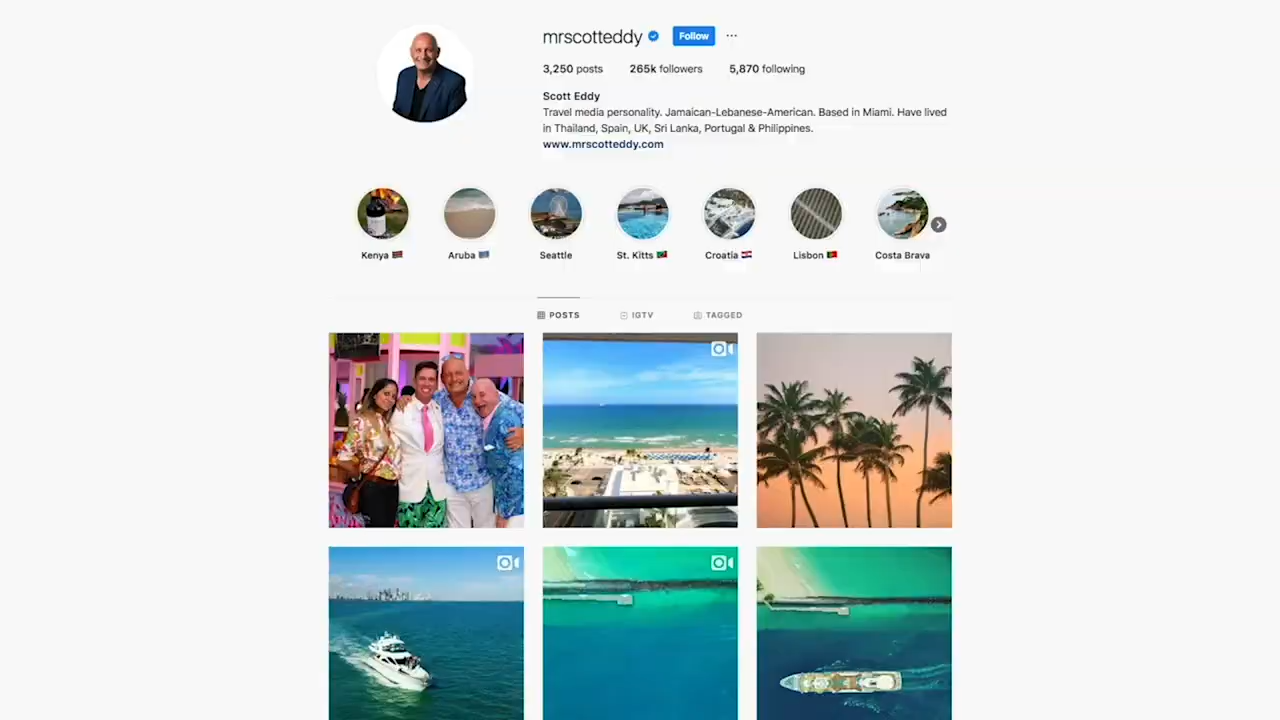 mrscotteddy Follow ...
3,250 posts 265k followers 5,870 following
Scott Eddy
Travel media personality. Jamaican-Lebanese-American. Based in Miami. Have lived
in Thailand, Spain, UK, Sri Lanka, Portugal & Philippines.
www.mrscotteddy.com
Kenya 🇰🇪 Aruba 🇦🇼 Seattle St. Kitts 🇰🇳 Croatia 🇭🇷 Lisbon 🇵🇹 Costa Brava
POSTS IGTV TAGGED